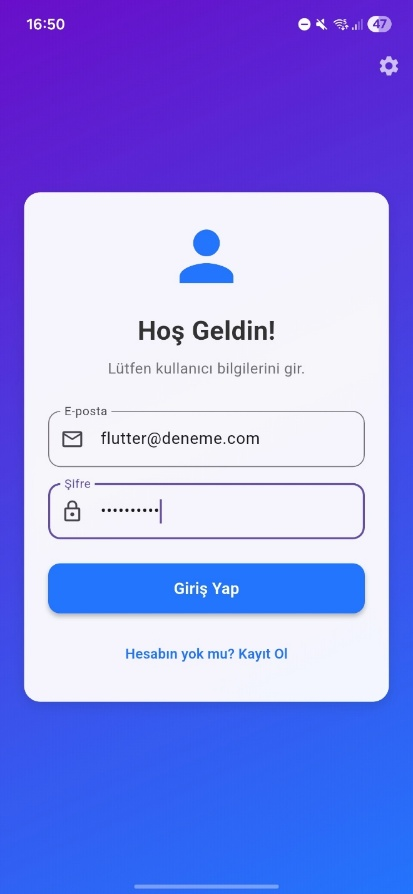 16:50
47
Hoş Geldin!
Lütfen kullanıcı bilgilerini gir.
E-posta
flutter@deneme.com
Şifre
••••••••••
Giriş Yap
Hesabın yok mu? Kayıt Ol